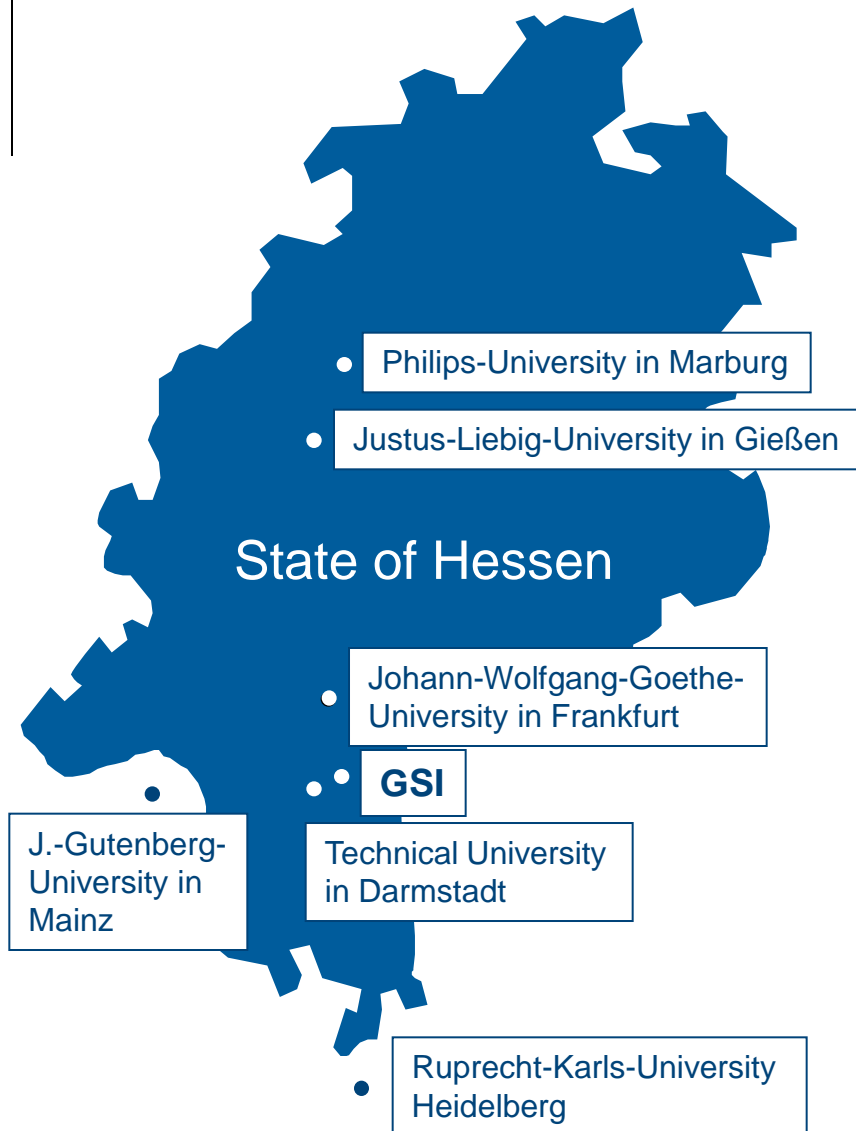 Philips-University in Marburg
Justus-Liebig-University in Gießen
State of Hessen
Johann-Wolfgang-Goethe-
University in Frankfurt
GSI
J.-Gutenberg-
University in
Mainz
Technical University
in Darmstadt
Ruprecht-Karls-University
Heidelberg